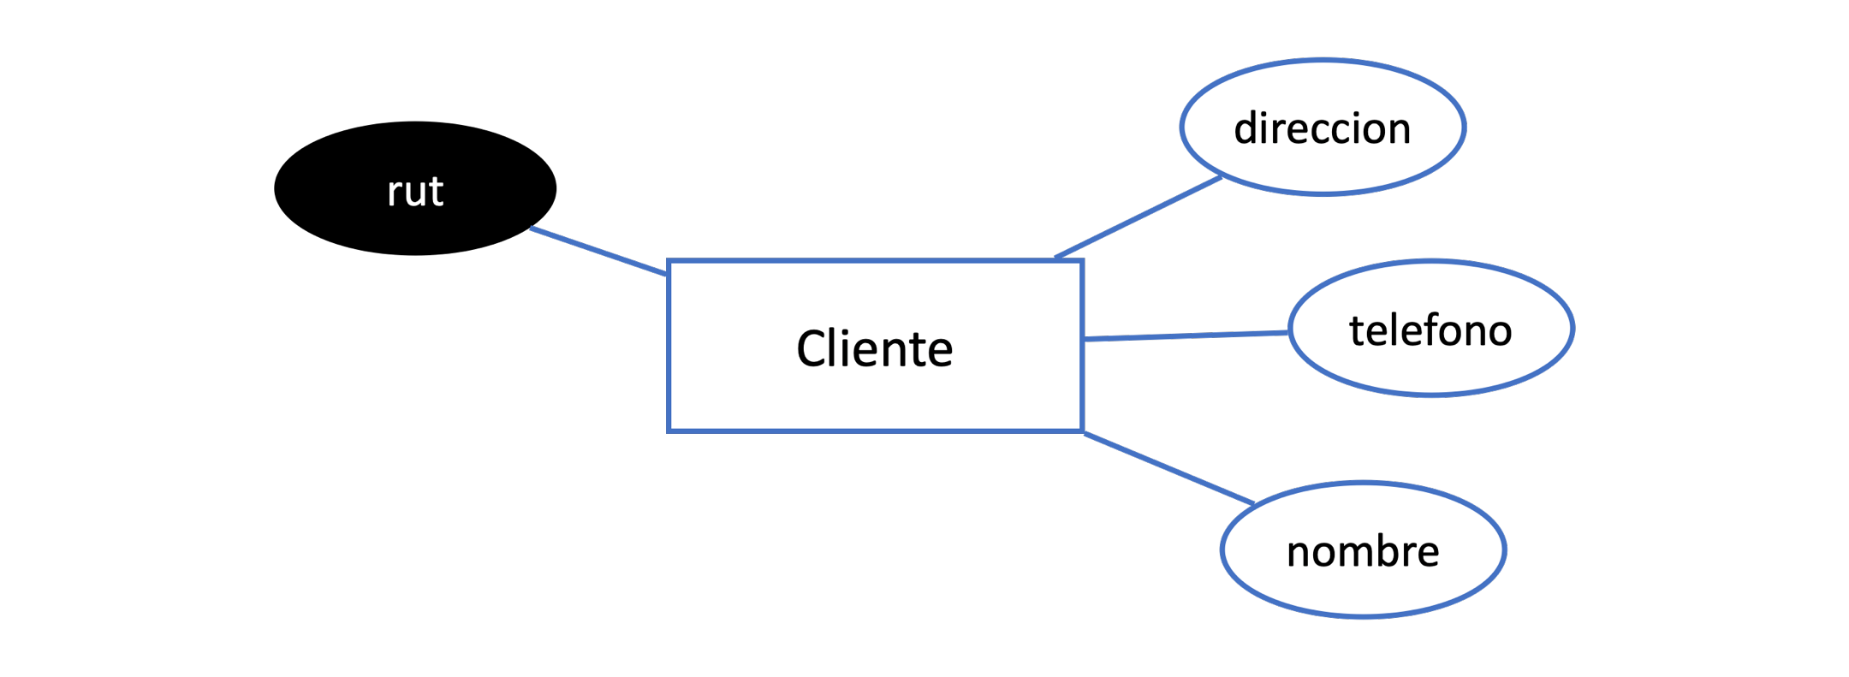 direccion
rut
telefono
Cliente
nombre